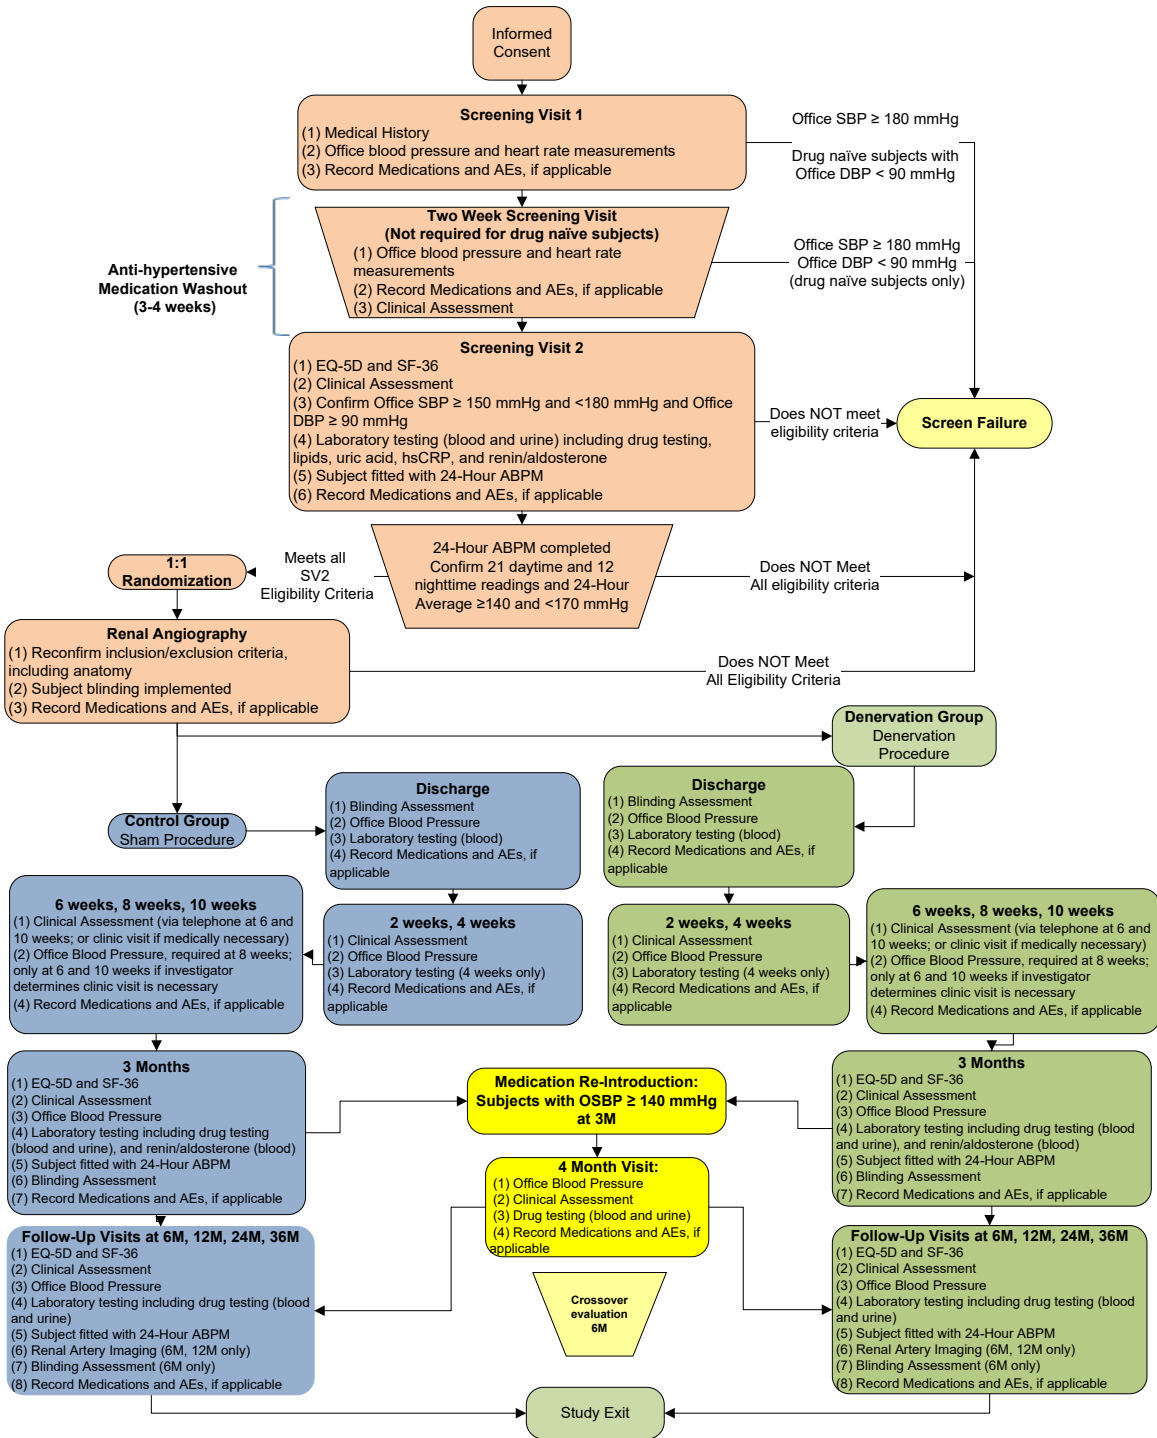 Informed
Consent
Screening Visit 1
(1) Medical History
(2) Office blood pressure and heart rate measurements
(3) Record Medications and AEs, if applicable
Office SBP ≥ 180 mmHg
Drug naïve subjects with
Office DBP < 90 mmHg
Anti-hypertensive
Medication Washout
(3-4 weeks)
Two Week Screening Visit
(Not required for drug naïve subjects)
(1) Office blood pressure and heart rate
measurements
(2) Record Medications and AEs, if applicable
(3) Clinical Assessment
Office SBP ≥ 180 mmHg
Office DBP < 90 mmHg
(drug naïve subjects only)
Screening Visit 2
(1) EQ-5D and SF-36
(2) Clinical Assessment
(3) Confirm Office SBP ≥ 150 mmHg and <180 mmHg and Office
DBP ≥ 90 mmHg
(4) Laboratory testing (blood and urine) including drug testing,
lipids, uric acid, hsCRP, and renin/aldosterone
(5) Subject fitted with 24-Hour ABPM
(6) Record Medications and AEs, if applicable
Does NOT meet
eligibility criteria
Screen Failure
24-Hour ABPM completed
Confirm 21 daytime and 12
nighttime readings and 24-Hour
Average ≥140 and <170 mmHg
Meets all
SV2
Eligibility Criteria
Does NOT Meet
All eligibility criteria
1:1
Randomization
Renal Angiography
(1) Reconfirm inclusion/exclusion criteria,
including anatomy
(2) Subject blinding implemented
(3) Record Medications and AEs, if applicable
Does NOT Meet
All Eligibility Criteria
Denervation Group
Denervation
Procedure
Control Group
Sham Procedure
Discharge
(1) Blinding Assessment
(2) Office Blood Pressure
(3) Laboratory testing (blood)
(4) Record Medications and AEs, if
applicable
Discharge
(1) Blinding Assessment
(2) Office Blood Pressure
(3) Laboratory testing (blood)
(4) Record Medications and AEs, if
applicable
6 weeks, 8 weeks, 10 weeks
(1) Clinical Assessment (via telephone at 6 and
10 weeks; or clinic visit if medically necessary)
(2) Office Blood Pressure, required at 8 weeks;
only at 6 and 10 weeks if investigator
determines clinic visit is necessary
(4) Record Medications and AEs, if applicable
2 weeks, 4 weeks
(1) Clinical Assessment
(2) Office Blood Pressure
(3) Laboratory testing (4 weeks only)
(4) Record Medications and AEs, if
applicable
2 weeks, 4 weeks
(1) Clinical Assessment
(2) Office Blood Pressure
(3) Laboratory testing (4 weeks only)
(4) Record Medications and AEs, if
applicable
6 weeks, 8 weeks, 10 weeks
(1) Clinical Assessment (via telephone at 6 and
10 weeks; or clinic visit if medically necessary)
(2) Office Blood Pressure, required at 8 weeks;
only at 6 and 10 weeks if investigator
determines clinic visit is necessary
(4) Record Medications and AEs, if applicable
3 Months
(1) EQ-5D and SF-36
(2) Clinical Assessment
(3) Office Blood Pressure
(4) Laboratory testing including drug testing
(blood and urine), and renin/aldosterone (blood)
(5) Subject fitted with 24-Hour ABPM
(6) Blinding Assessment
(7) Record Medications and AEs, if applicable
Medication Re-Introduction:
Subjects with OSBP ≥ 140 mmHg
at 3M
3 Months
(1) EQ-5D and SF-36
(2) Clinical Assessment
(3) Office Blood Pressure
(4) Laboratory testing including drug testing (blood
and urine), and renin/aldosterone (blood)
(5) Subject fitted with 24-Hour ABPM
(6) Blinding Assessment
(7) Record Medications and AEs, if applicable
4 Month Visit:
(1) Office Blood Pressure
(2) Clinical Assessment
(3) Drug testing (blood and urine)
(4) Record Medications and AEs, if
applicable
Follow-Up Visits at 6M, 12M, 24M, 36M
(1) EQ-5D and SF-36
(2) Clinical Assessment
(3) Office Blood Pressure
(4) Laboratory testing including drug testing (blood
and urine)
(5) Subject fitted with 24-Hour ABPM
(6) Renal Artery Imaging (6M, 12M only)
(7) Blinding Assessment (6M only)
(8) Record Medications and AEs, if applicable
Crossover
evaluation
6M
Follow-Up Visits at 6M, 12M, 24M, 36M
(1) EQ-5D and SF-36
(2) Clinical Assessment
(3) Office Blood Pressure
(4) Laboratory testing including drug testing (blood
and urine)
(5) Subject fitted with 24-Hour ABPM
(6) Renal Artery Imaging (6M, 12M only)
(7) Blinding Assessment (6M only)
(8) Record Medications and AEs, if applicable
Study Exit